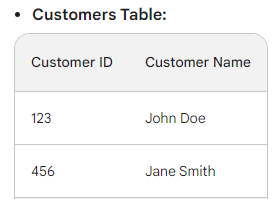 • Customers Table:
Customer ID Customer Name
123 John Doe
456 Jane Smith